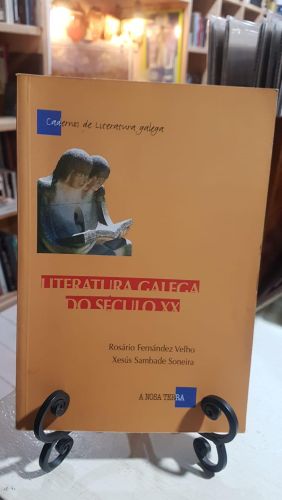 Cadernos de Literatura galega
LITERATURA GALEGA
DO SÉCULO XX
Rosário Fernández Velho
Xesús Sambade Soneira
A NOSA TERRA